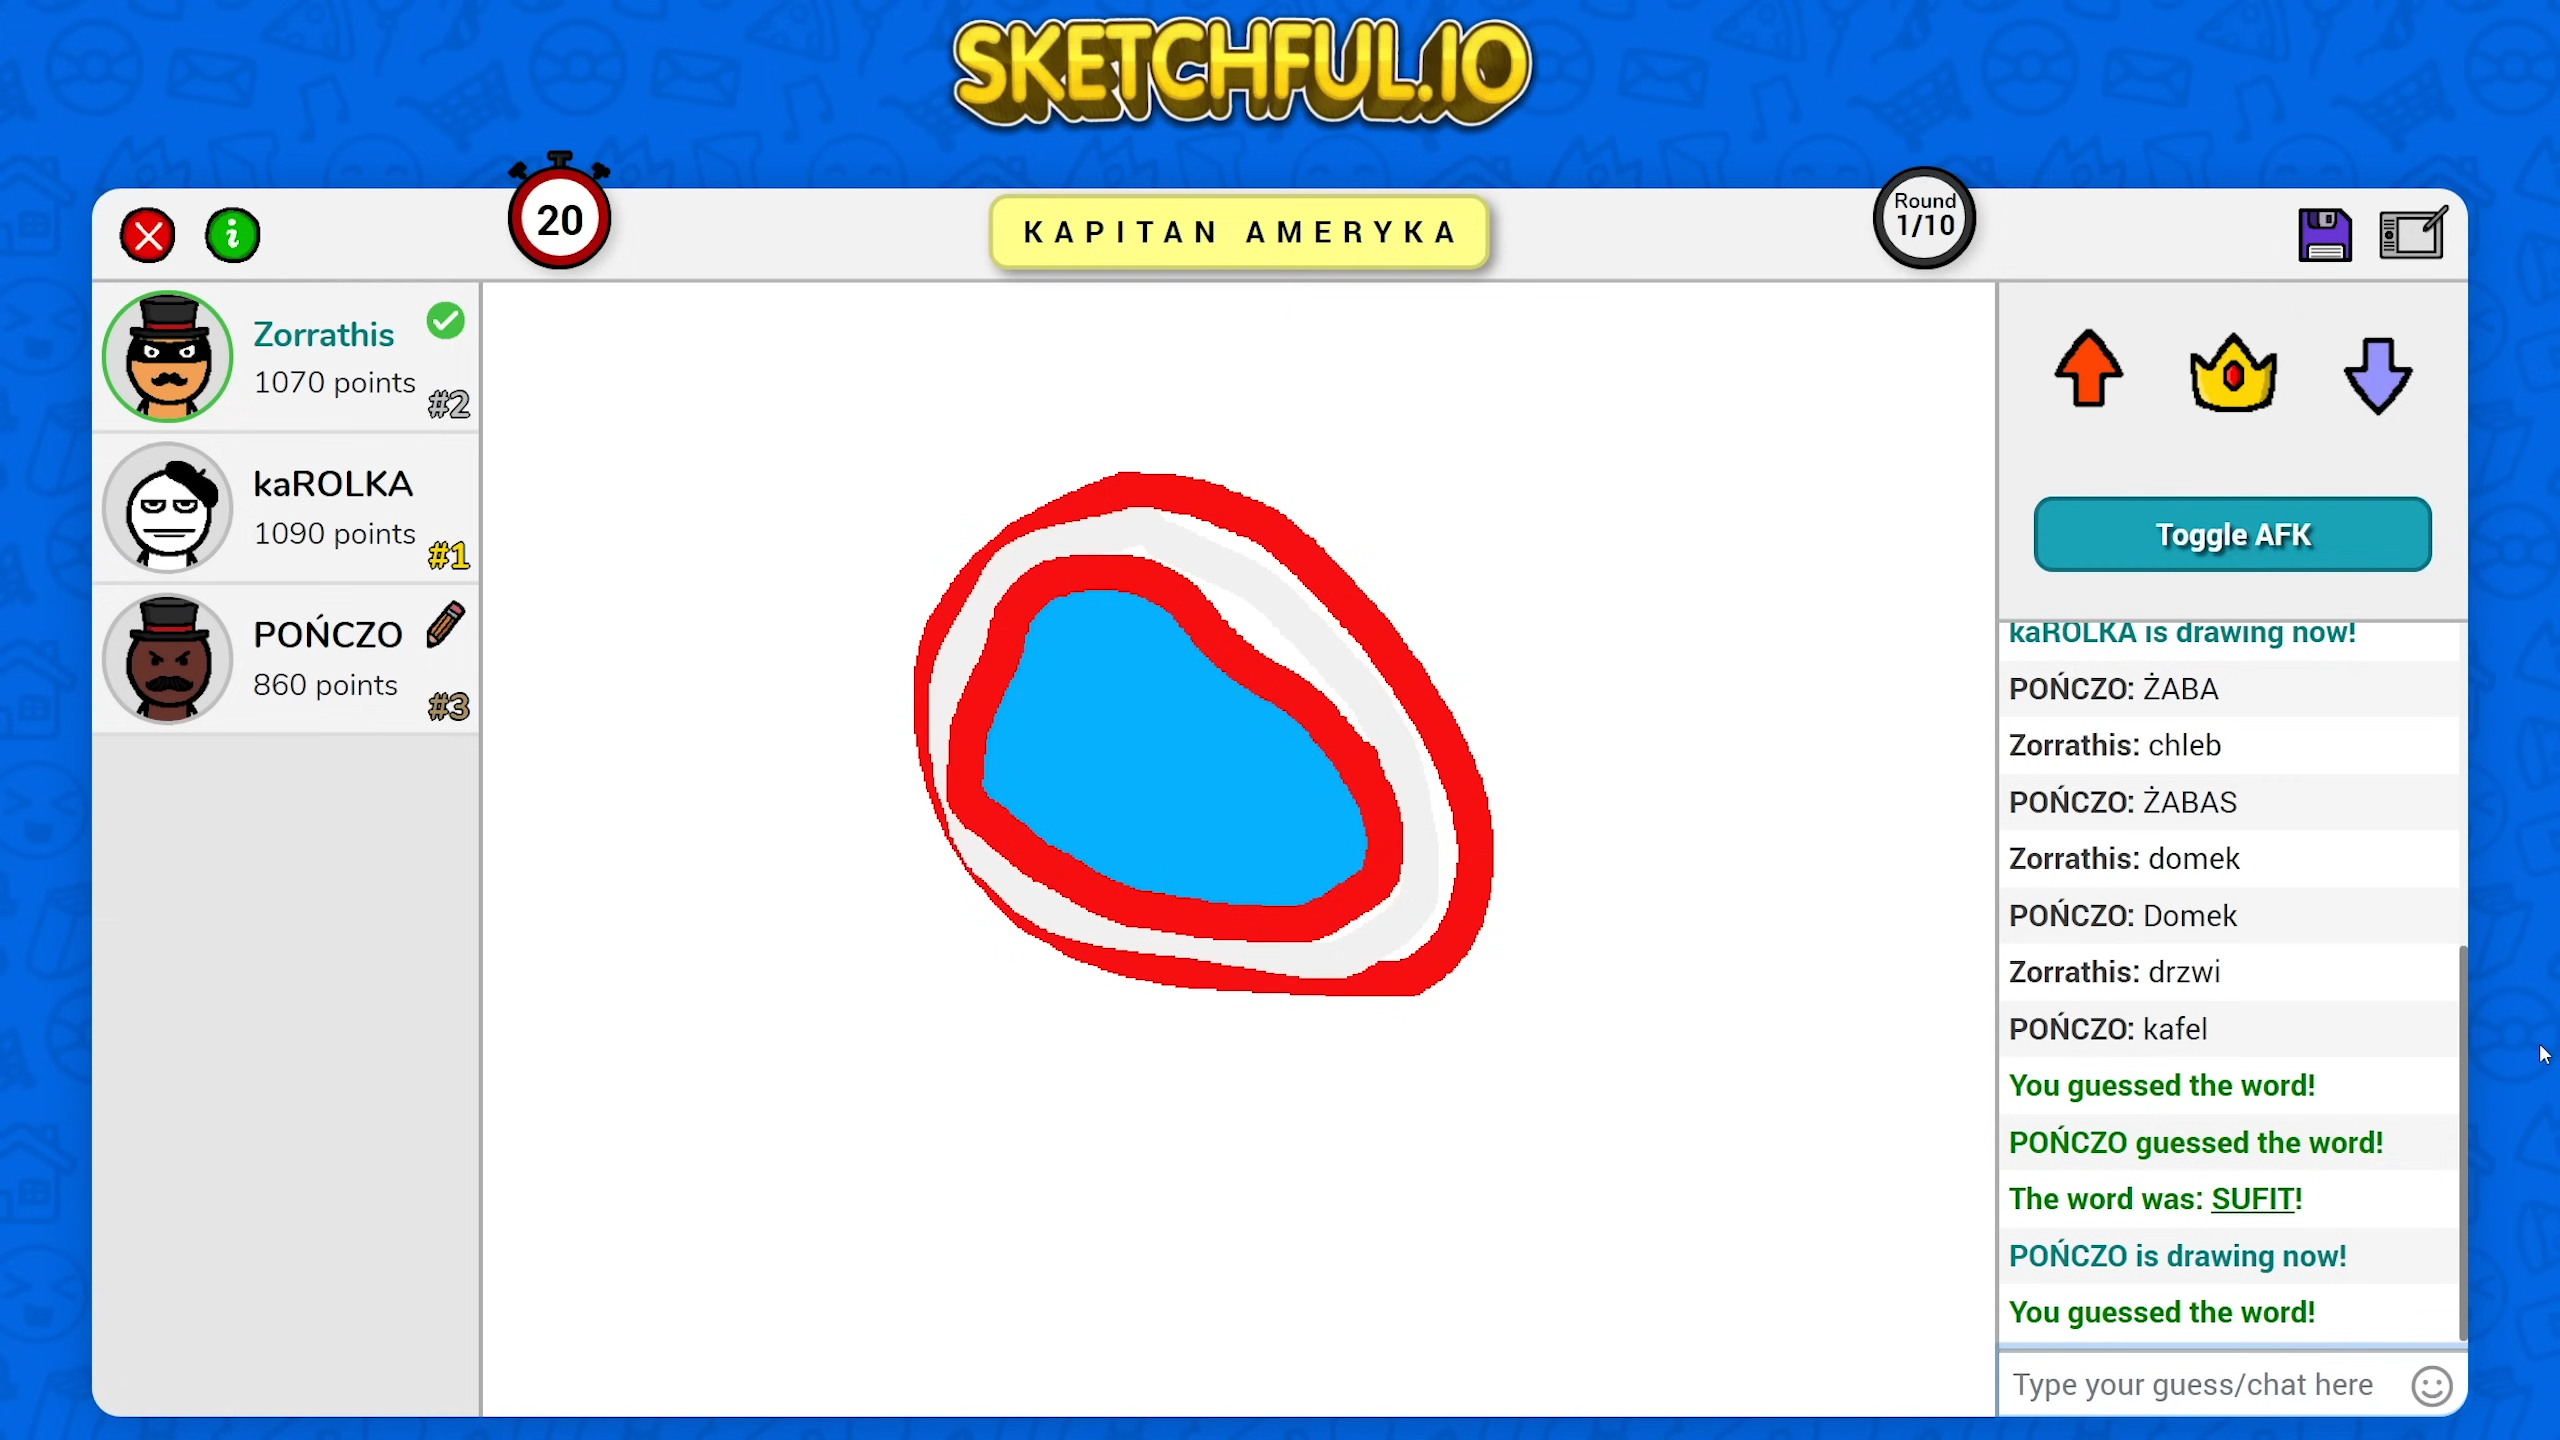 SKETCHFUL.IO
20
KAPITAN AMERYKA
Round
1/10
Zorrathis
1070 points
#2
kaROLKA
1090 points
#1
POŃCZO
860 points
#3
Toggle AFK
kaROLKA is drawing now!
POŃCZO: ŻABA
Zorrathis: chleb
POŃCZO: ŻABAS
Zorrathis: domek
POŃCZO: Domek
Zorrathis: drzwi
POŃCZO: kafel
You guessed the word!
POŃCZO guessed the word!
The word was: SUFIT!
POŃCZO is drawing now!
You guessed the word!
Type your guess/chat here